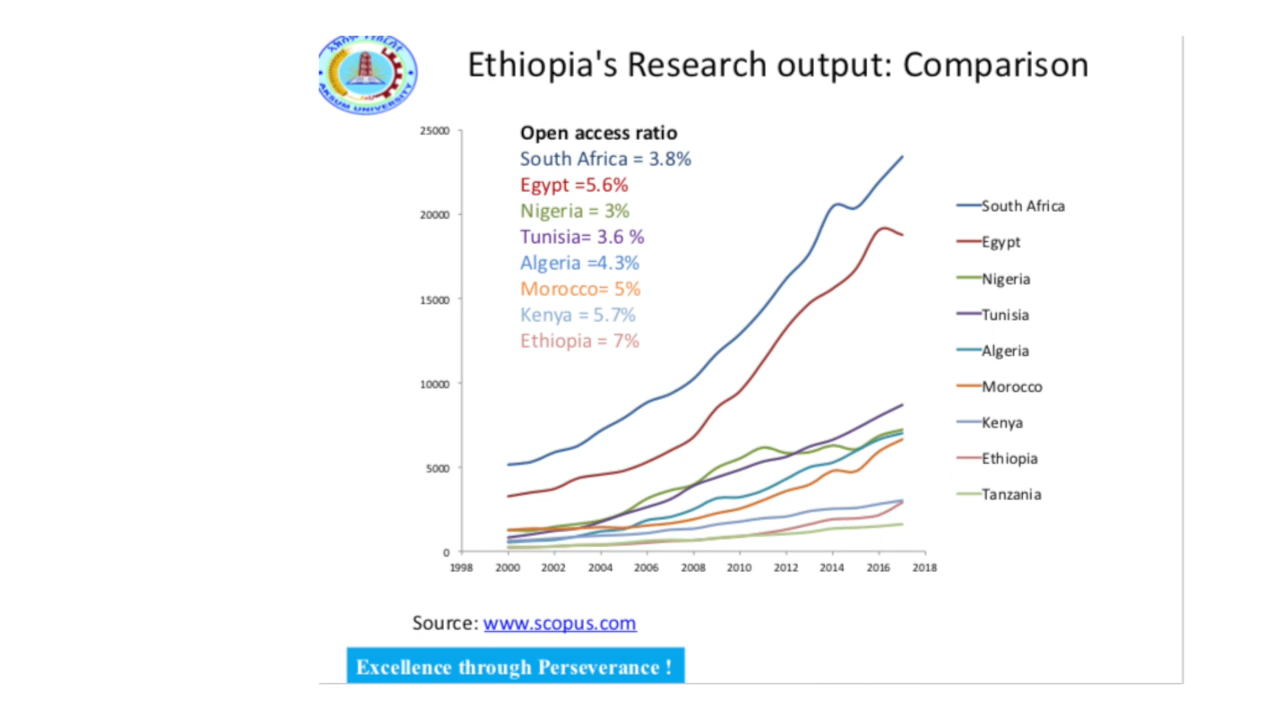 AKSUM UNIVERSITY
Ethiopia's Research output: Comparison
Open access ratio
South Africa = 3.8%
Egypt =5.6%
Nigeria = 3%
Tunisia= 3.6 %
Algeria =4.3%
Morocco= 5%
Kenya = 5.7%
Ethiopia = 7%
25000
20000
15000
10000
5000
0
1998 2000 2002 2004 2006 2008 2010 2012 2014 2016 2018
South Africa
Egypt
Nigeria
Tunisia
Algeria
Morocco
Kenya
Ethiopia
Tanzania
Source: www.scopus.com
Excellence through Perseverance !